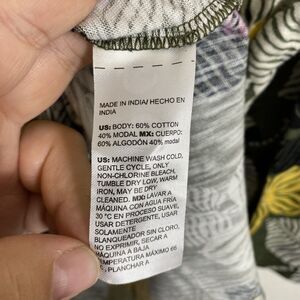 MADE IN INDIA/ HECHO EN
INDIA
US: BODY: 60% COTTON
40% MODAL MX: CUERPO:
60% ALGODÓN 40% modal
US: MACHINE WASH COLD,
GENTLE CYCLE, ONLY
NON-CHLORINE BLEACH.
TUMBLE DRY LOW, WARM
IRON, MAY BE DRY
CLEANED. MX: LAVAR A
MÁQUINA CON AGUA FRÍA
30 °C EN PROCESO SUAVE,
USAR DETERGENTE, USAR
SOLAMENTE
BLANQUEADOR SIN CLORO,
NO EXPRIMIR, SECAR A
MÁQUINA A BAJA
TEMPERATURA MÁXIMO 65
PLANCHAR A